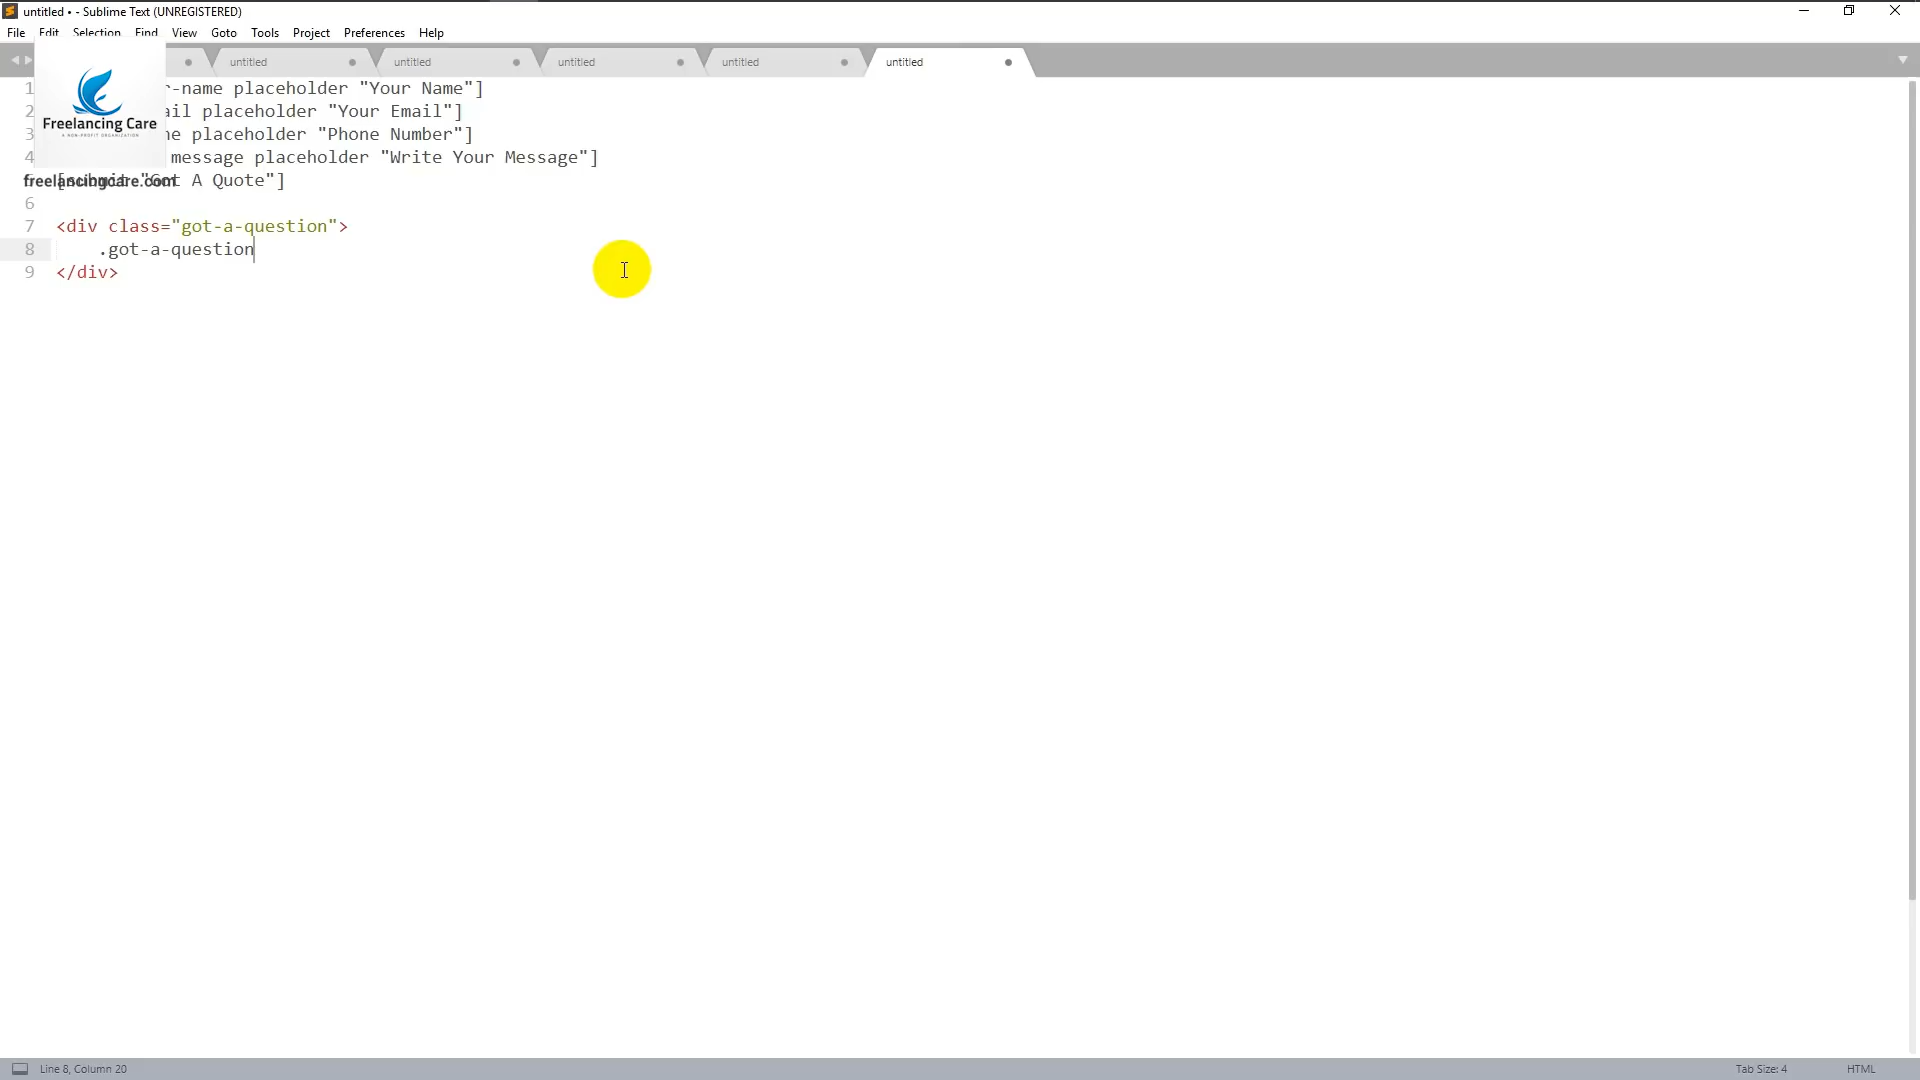 untitled • - Sublime Text (UNREGISTERED)
File Edit Selection Find View Goto Tools Project Preferences Help
untitled untitled untitled untitled untitled
Freelancing Care
A NON-PROFIT ORGANIZATION
freelancingcare.com
1 r-name placeholder "Your Name"]
2 ail placeholder "Your Email"]
3 ne placeholder "Phone Number"]
4 message placeholder "Write Your Message"]
[submit "Got A Quote"]
6
7 <div class="got-a-question">
8 .got-a-question
9 </div>
Line 8, Column 20
Tab Size: 4
HTML